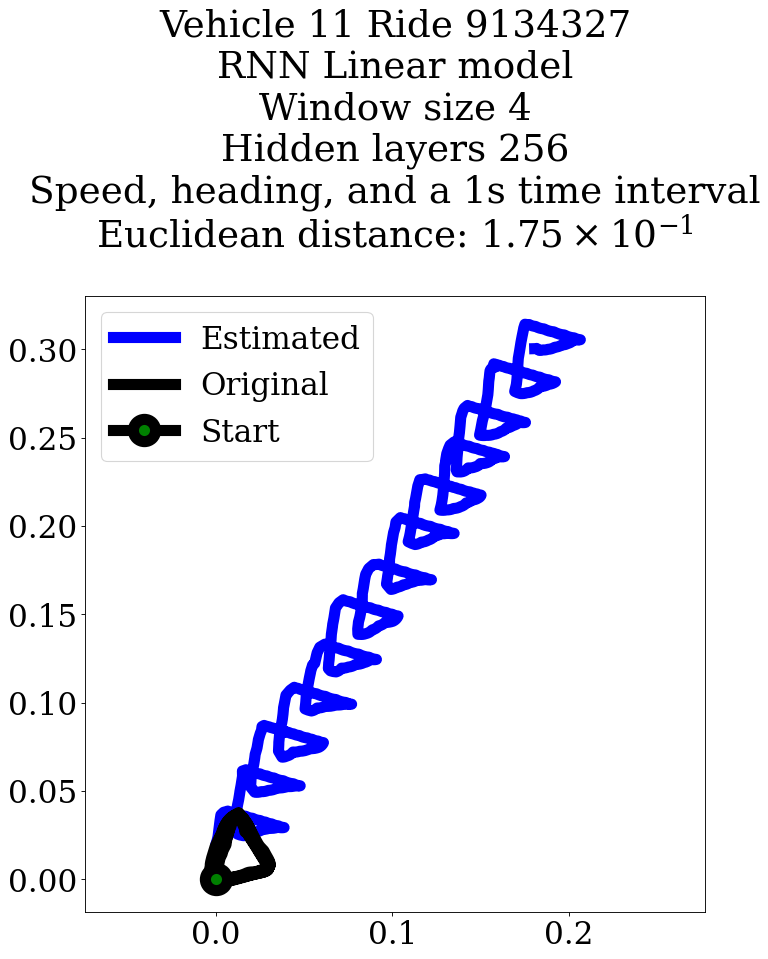 Vehicle 11 Ride 9134327
RNN Linear model
Window size 4
Hidden layers 256
Speed, heading, and a 1s time interval
Euclidean distance: 1.75 × 10⁻¹
Estimated
Original
Start
0.30
0.25
0.20
0.15
0.10
0.05
0.00
0.0 0.1 0.2